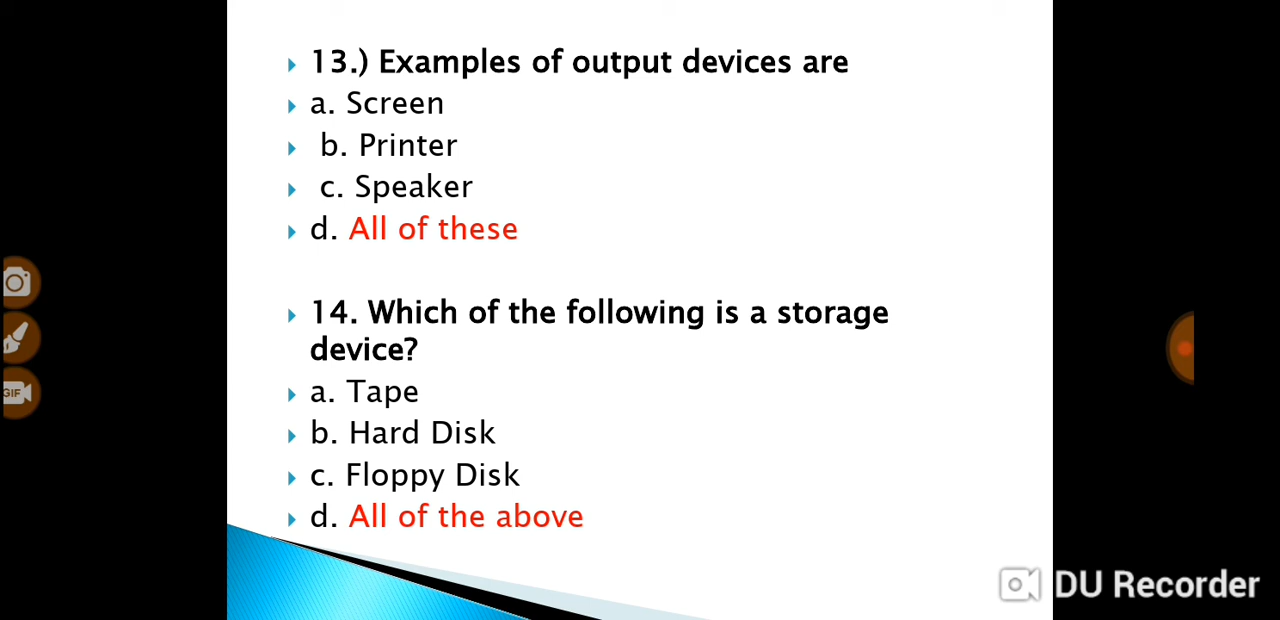 13.) Examples of output devices are
a. Screen
b. Printer
c. Speaker
d. All of these
14. Which of the following is a storage
device?
a. Tape
b. Hard Disk
c. Floppy Disk
d. All of the above
GIF
DU Recorder